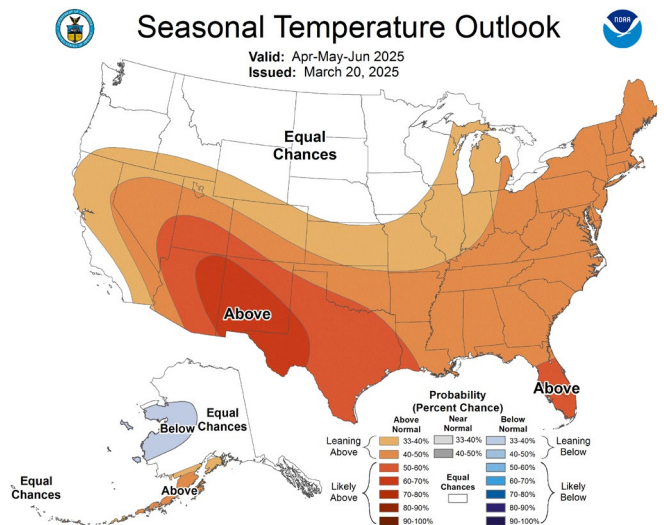 Seasonal Temperature Outlook
NOAA
Valid: Apr-May-Jun 2025
Issued: March 20, 2025
Equal
Chances
Above
Above
Below
Equal
Chances
Above
Equal
Chances
Probability
(Percent Chance)
Above
Normal
Near
Normal
Below
Normal
Leaning
Above
33-40%
40-50%
33-40%
40-50%
33-40%
40-50%
Leaning
Below
Likely
Above
50-60%
60-70%
70-80%
80-90%
90-100%
Equal
Chances
50-60%
60-70%
70-80%
80-90%
90-100%
Likely
Below